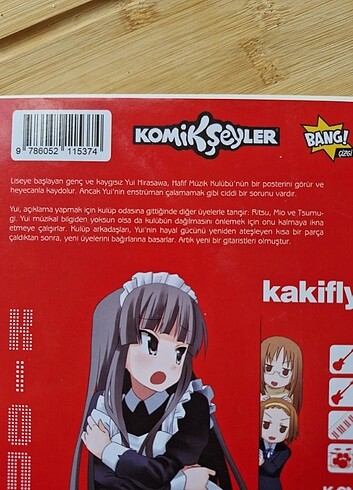 KOMİKŞEYLER
BANG!
ÇİZGİ
9 786052 115374
Liseye başlayan genç ve kaygısız Yui Hirasawa, Hafif Müzik Kulübü'nün bir posterini görür ve
heyecanla kaydolur. Ancak Yui'nin enstrüman çalamamak gibi ciddi bir sorunu vardır.
Yui, açıklama yapmak için kulüp odasına gittiğinde diğer üyelerle tanışır: Ritsu, Mio ve Tsumu-
gi. Yui müzikal bilgiden yoksun olsa da kulübün dağılmasını önlemek için onu kalmaya ikna
etmeye çalışırlar. Kulüp arkadaşları, Yui'nin hayal gücünü yeniden ateşleyen kısa bir parça
çaldıktan sonra, yeni üyelerini bağırlarına basarlar. Artık yeni bir gitaristleri olmuştur.
kakifly